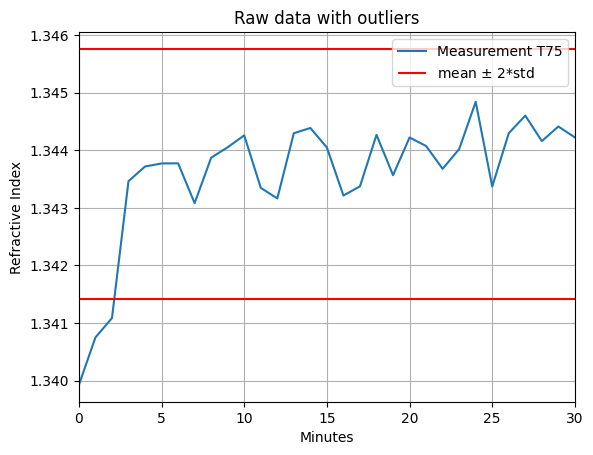 Raw data with outliers
Measurement T75
mean ± 2*std
Refractive Index
1.346
1.345
1.344
1.343
1.342
1.341
1.340
0 5 10 15 20 25 30
Minutes